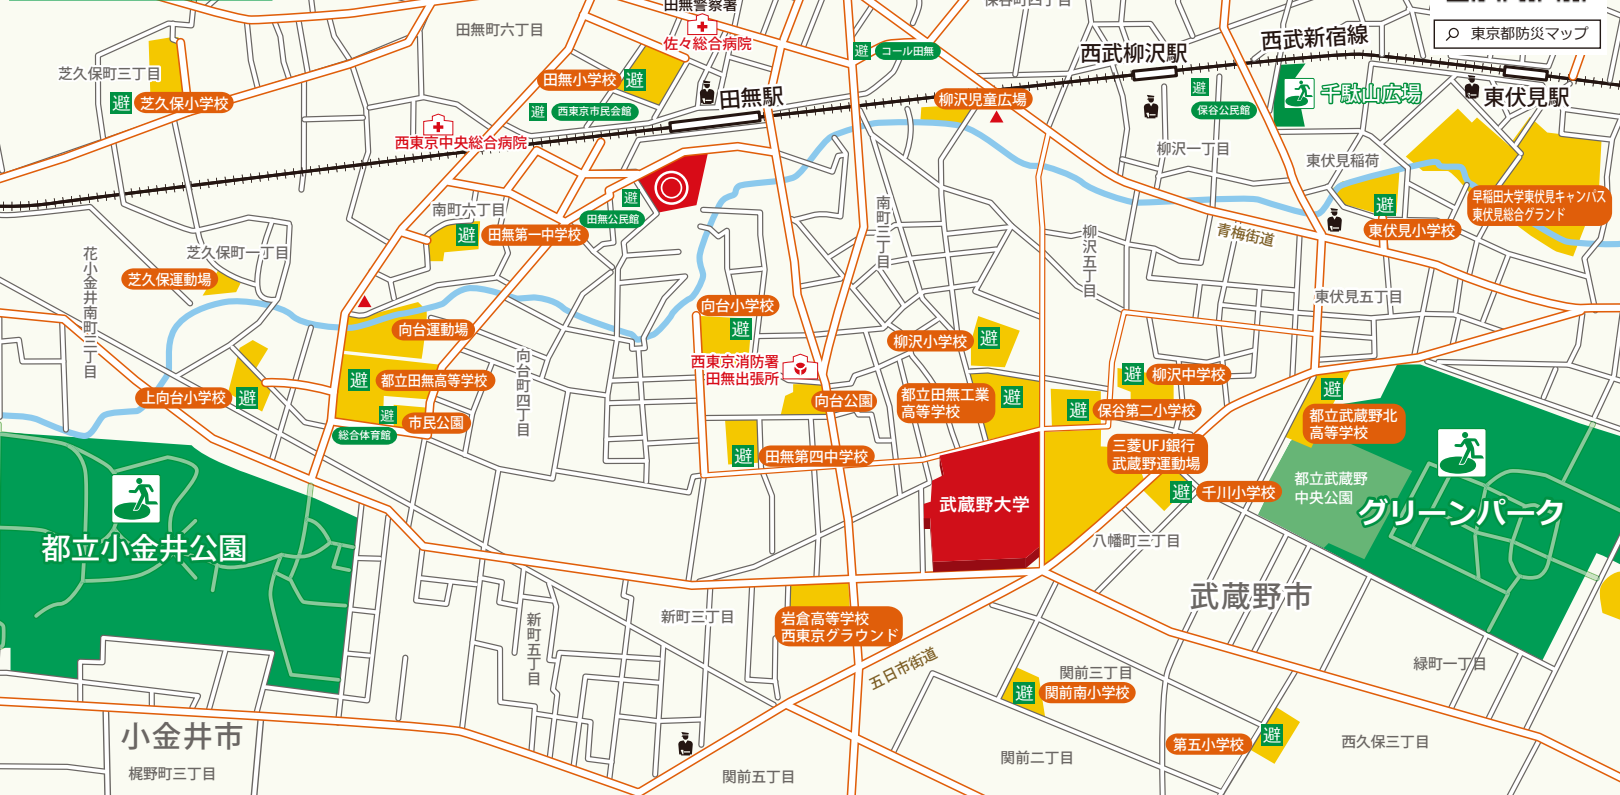 田無警察署
保谷町四丁目
東京都防災マップ
田無町六丁目
佐々総合病院
避 コール田無
西武柳沢駅
西武新宿線
芝久保町三丁目
避 芝久保小学校
田無小学校 避
避 西東京市民会館
田無駅
柳沢児童広場
避
保谷公民館
千駄山広場
東伏見駅
西東京中央総合病院
柳沢一丁目
東伏見稲荷
避
田無公民館
南町六丁目
避 田無第一中学校
南町二丁目
青梅街道
避
東伏見小学校
早稲田大学東伏見キャンパス
東伏見総合グランド
芝久保町一丁目
花小金井南町三丁目
芝久保運動場
柳沢五丁目
東伏見五丁目
向台運動場
向台小学校
避
柳沢小学校 避
西東京消防署
田無出張所
向台町四丁目
避 都立田無高等学校
上向台小学校 避
避 市民公園
総合体育館
向台公園
都立田無工業
高等学校
避
避 柳沢中学校
避 保谷第二小学校
避
都立武蔵野北
高等学校
避 田無第四中学校
三菱UFJ銀行
武蔵野運動場
避 千川小学校
都立武蔵野
中央公園
グリーンパーク
武蔵野大学
都立小金井公園
八幡町三丁目
武蔵野市
新町五丁目
新町三丁目
岩倉高等学校
西東京グラウンド
五日市街道
関前三丁目
避 関前南小学校
緑町一丁目
小金井市
梶野町三丁目
関前五丁目
関前二丁目
第五小学校 避
西久保三丁目